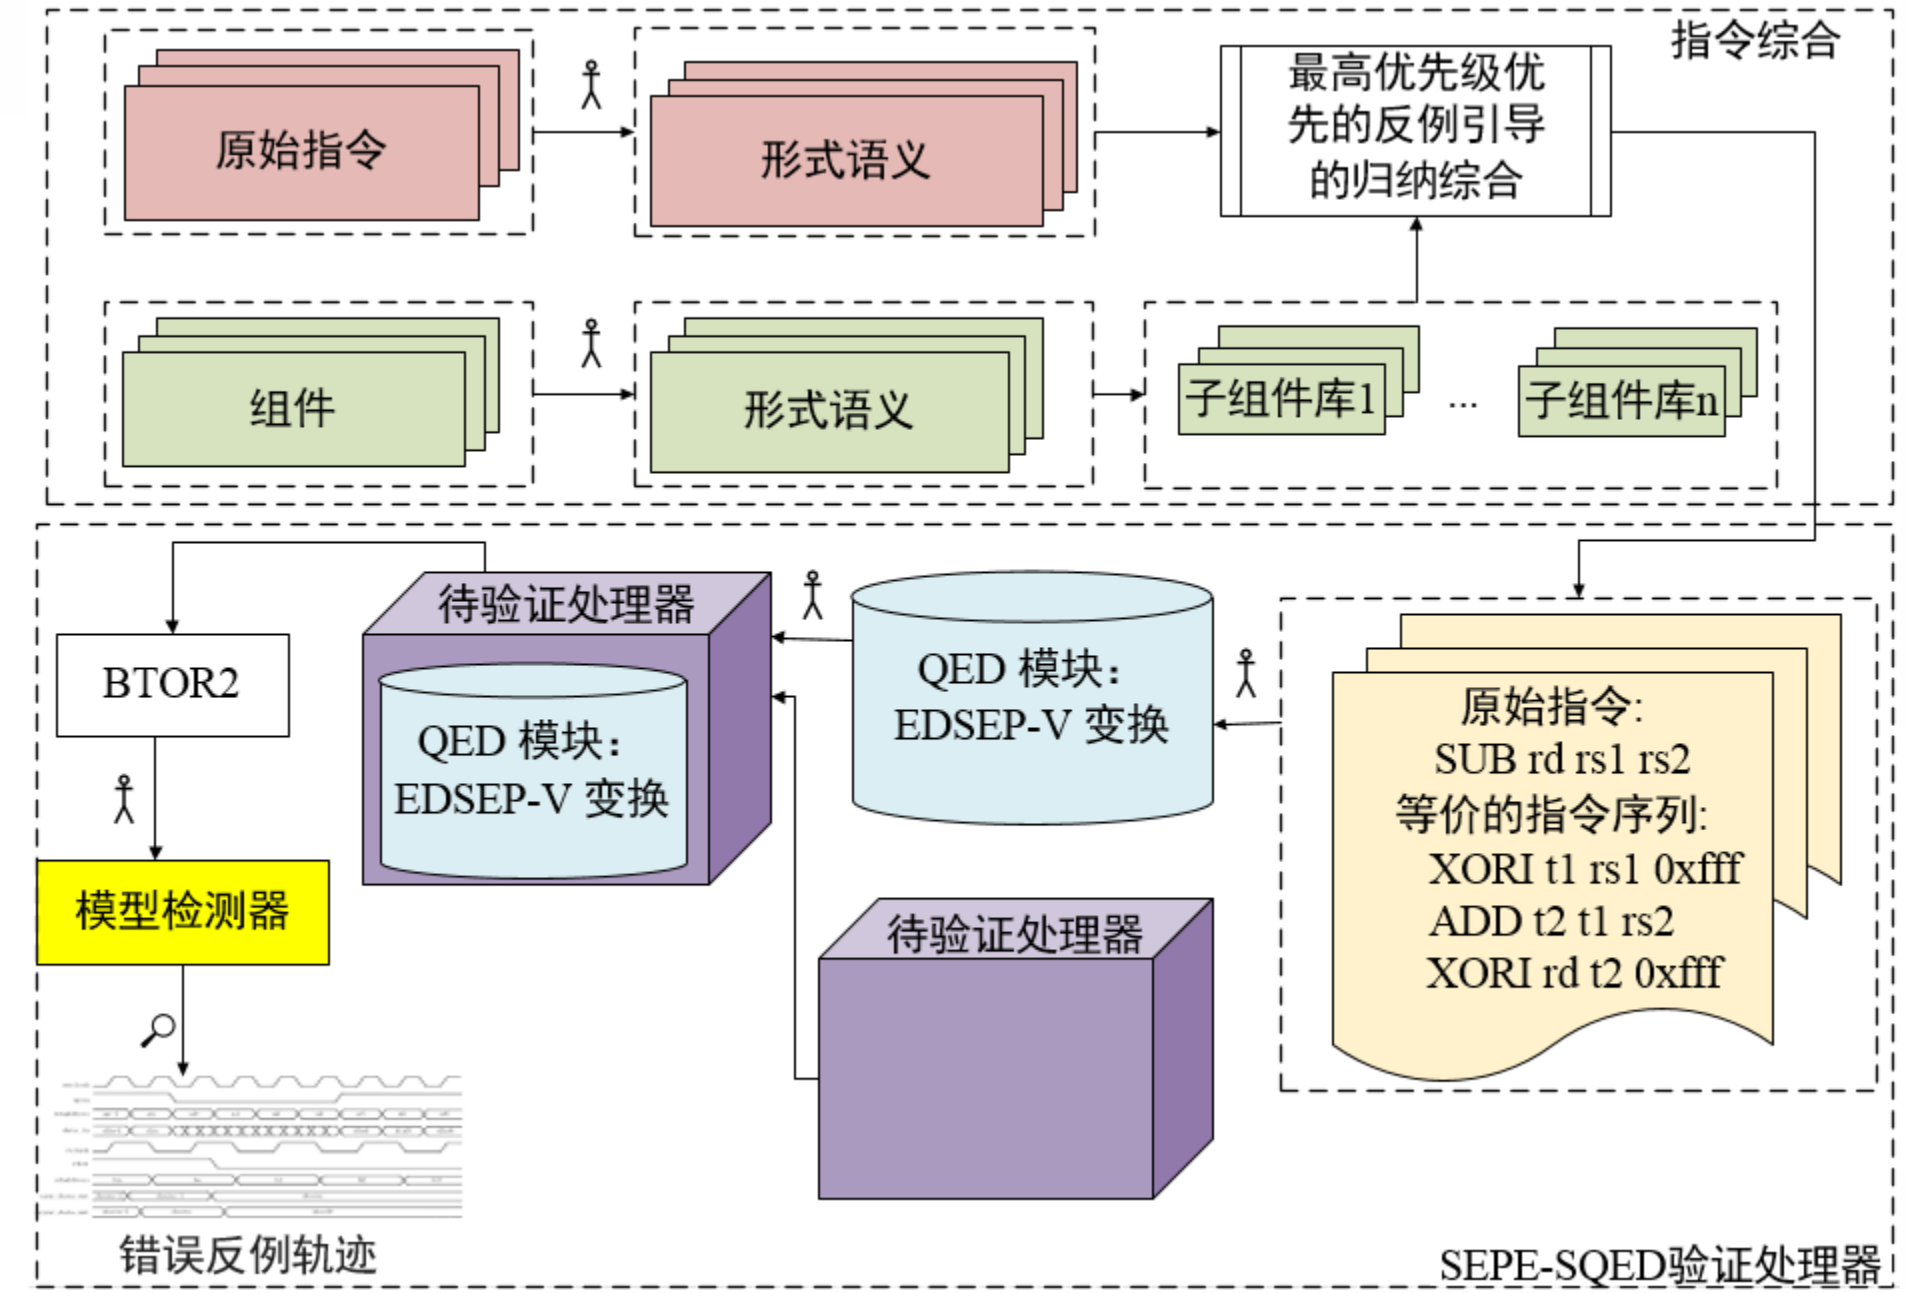 指令综合
原始指令
形式语义
最高优先级优
先的反例引导
的归纳综合
组件
形式语义
子组件库1
...
子组件库n
待验证处理器
QED 模块：
EDSEP-V 变换
BTOR2
QED 模块：
EDSEP-V 变换
原始指令:
SUB rd rs1 rs2
等价的指令序列:
XORI t1 rs1 0xfff
ADD t2 t1 rs2
XORI rd t2 0xfff
模型检测器
待验证处理器
错误反例轨迹
SEPE-SQED验证处理器